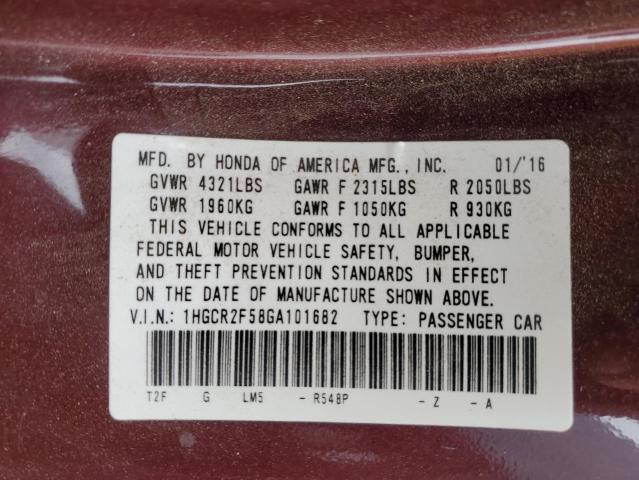 MFD. BY HONDA OF AMERICA MFG., INC. 01/'16
GVWR 4321LBS GAWR F 2315LBS R 2050LBS
GVWR 1960KG GAWR F 1050KG R 930KG
THIS VEHICLE CONFORMS TO ALL APPLICABLE
FEDERAL MOTOR VEHICLE SAFETY, BUMPER,
AND THEFT PREVENTION STANDARDS IN EFFECT
ON THE DATE OF MANUFACTURE SHOWN ABOVE.
V.I.N.: 1HGCR2F58GA101682 TYPE: PASSENGER CAR
T2F G LM5 - R548P - Z - A